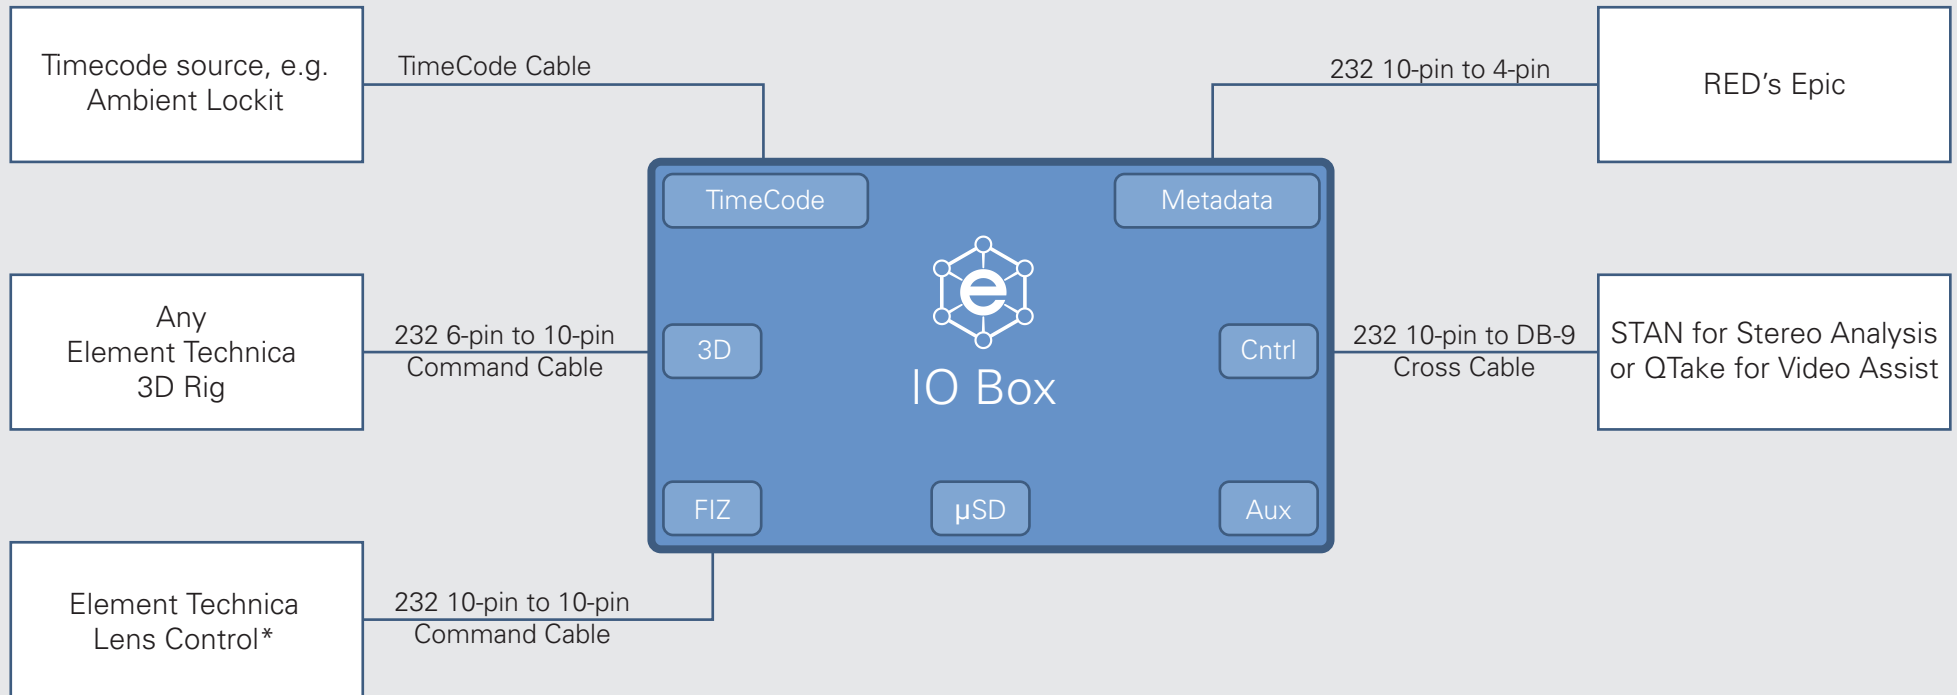 Timecode source, e.g.
Ambient Lockit
TimeCode Cable
232 10-pin to 4-pin
RED's Epic
TimeCode
Metadata
Any
Element Technica
3D Rig
232 6-pin to 10-pin
Command Cable
3D
e
IO Box
Cntrl
232 10-pin to DB-9
Cross Cable
STAN for Stereo Analysis
or QTake for Video Assist
FIZ
µSD
Aux
Element Technica
Lens Control*
232 10-pin to 10-pin
Command Cable